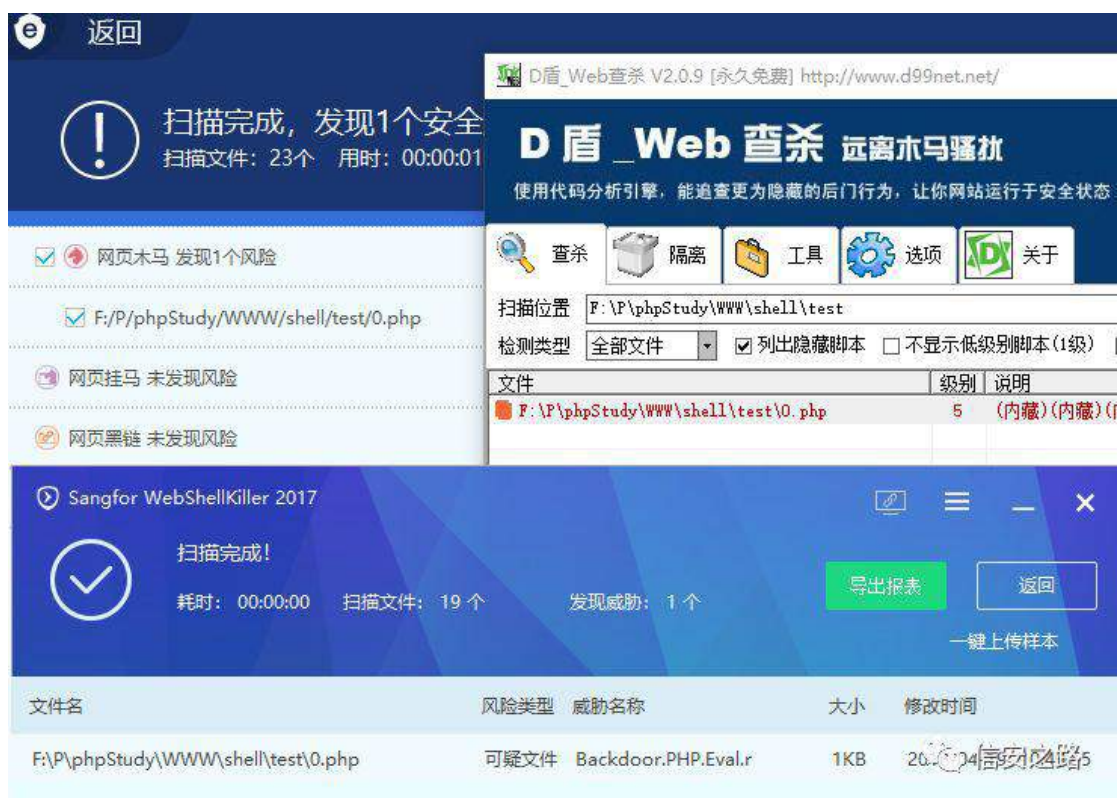 返回
扫描完成，发现1个安全
扫描文件：23个 用时：00:00:01
网页木马 发现1个风险
F:/P/phpStudy/WWW/shell/test/0.php
网页挂马 未发现风险
网页黑链 未发现风险
D盾_Web查杀 V2.0.9 [永久免费] http://www.d99net.net/
D盾_Web查杀 远离木马骚扰
使用代码分析引擎，能追查更为隐藏的后门行为，让你网站运行于安全状态
查杀 隔离 工具 选项 关于
扫描位置 F:\P\phpStudy\WWW\shell\test
检测类型 全部文件 列出隐藏脚本 不显示低级别脚本(1级)
文件 级别 说明
F:\P\phpStudy\WWW\shell\test\0.php 5 (内藏)(内藏)
Sangfor WebShellKiller 2017
扫描完成!
耗时：00:00:00 扫描文件：19 个 发现威胁：1 个
导出报表 返回
一键上传样本
文件名 风险类型 威胁名称 大小 修改时间
F:\P\phpStudy\WWW\shell\test\0.php 可疑文件 Backdoor.PHP.Eval.r 1KB
信安之路